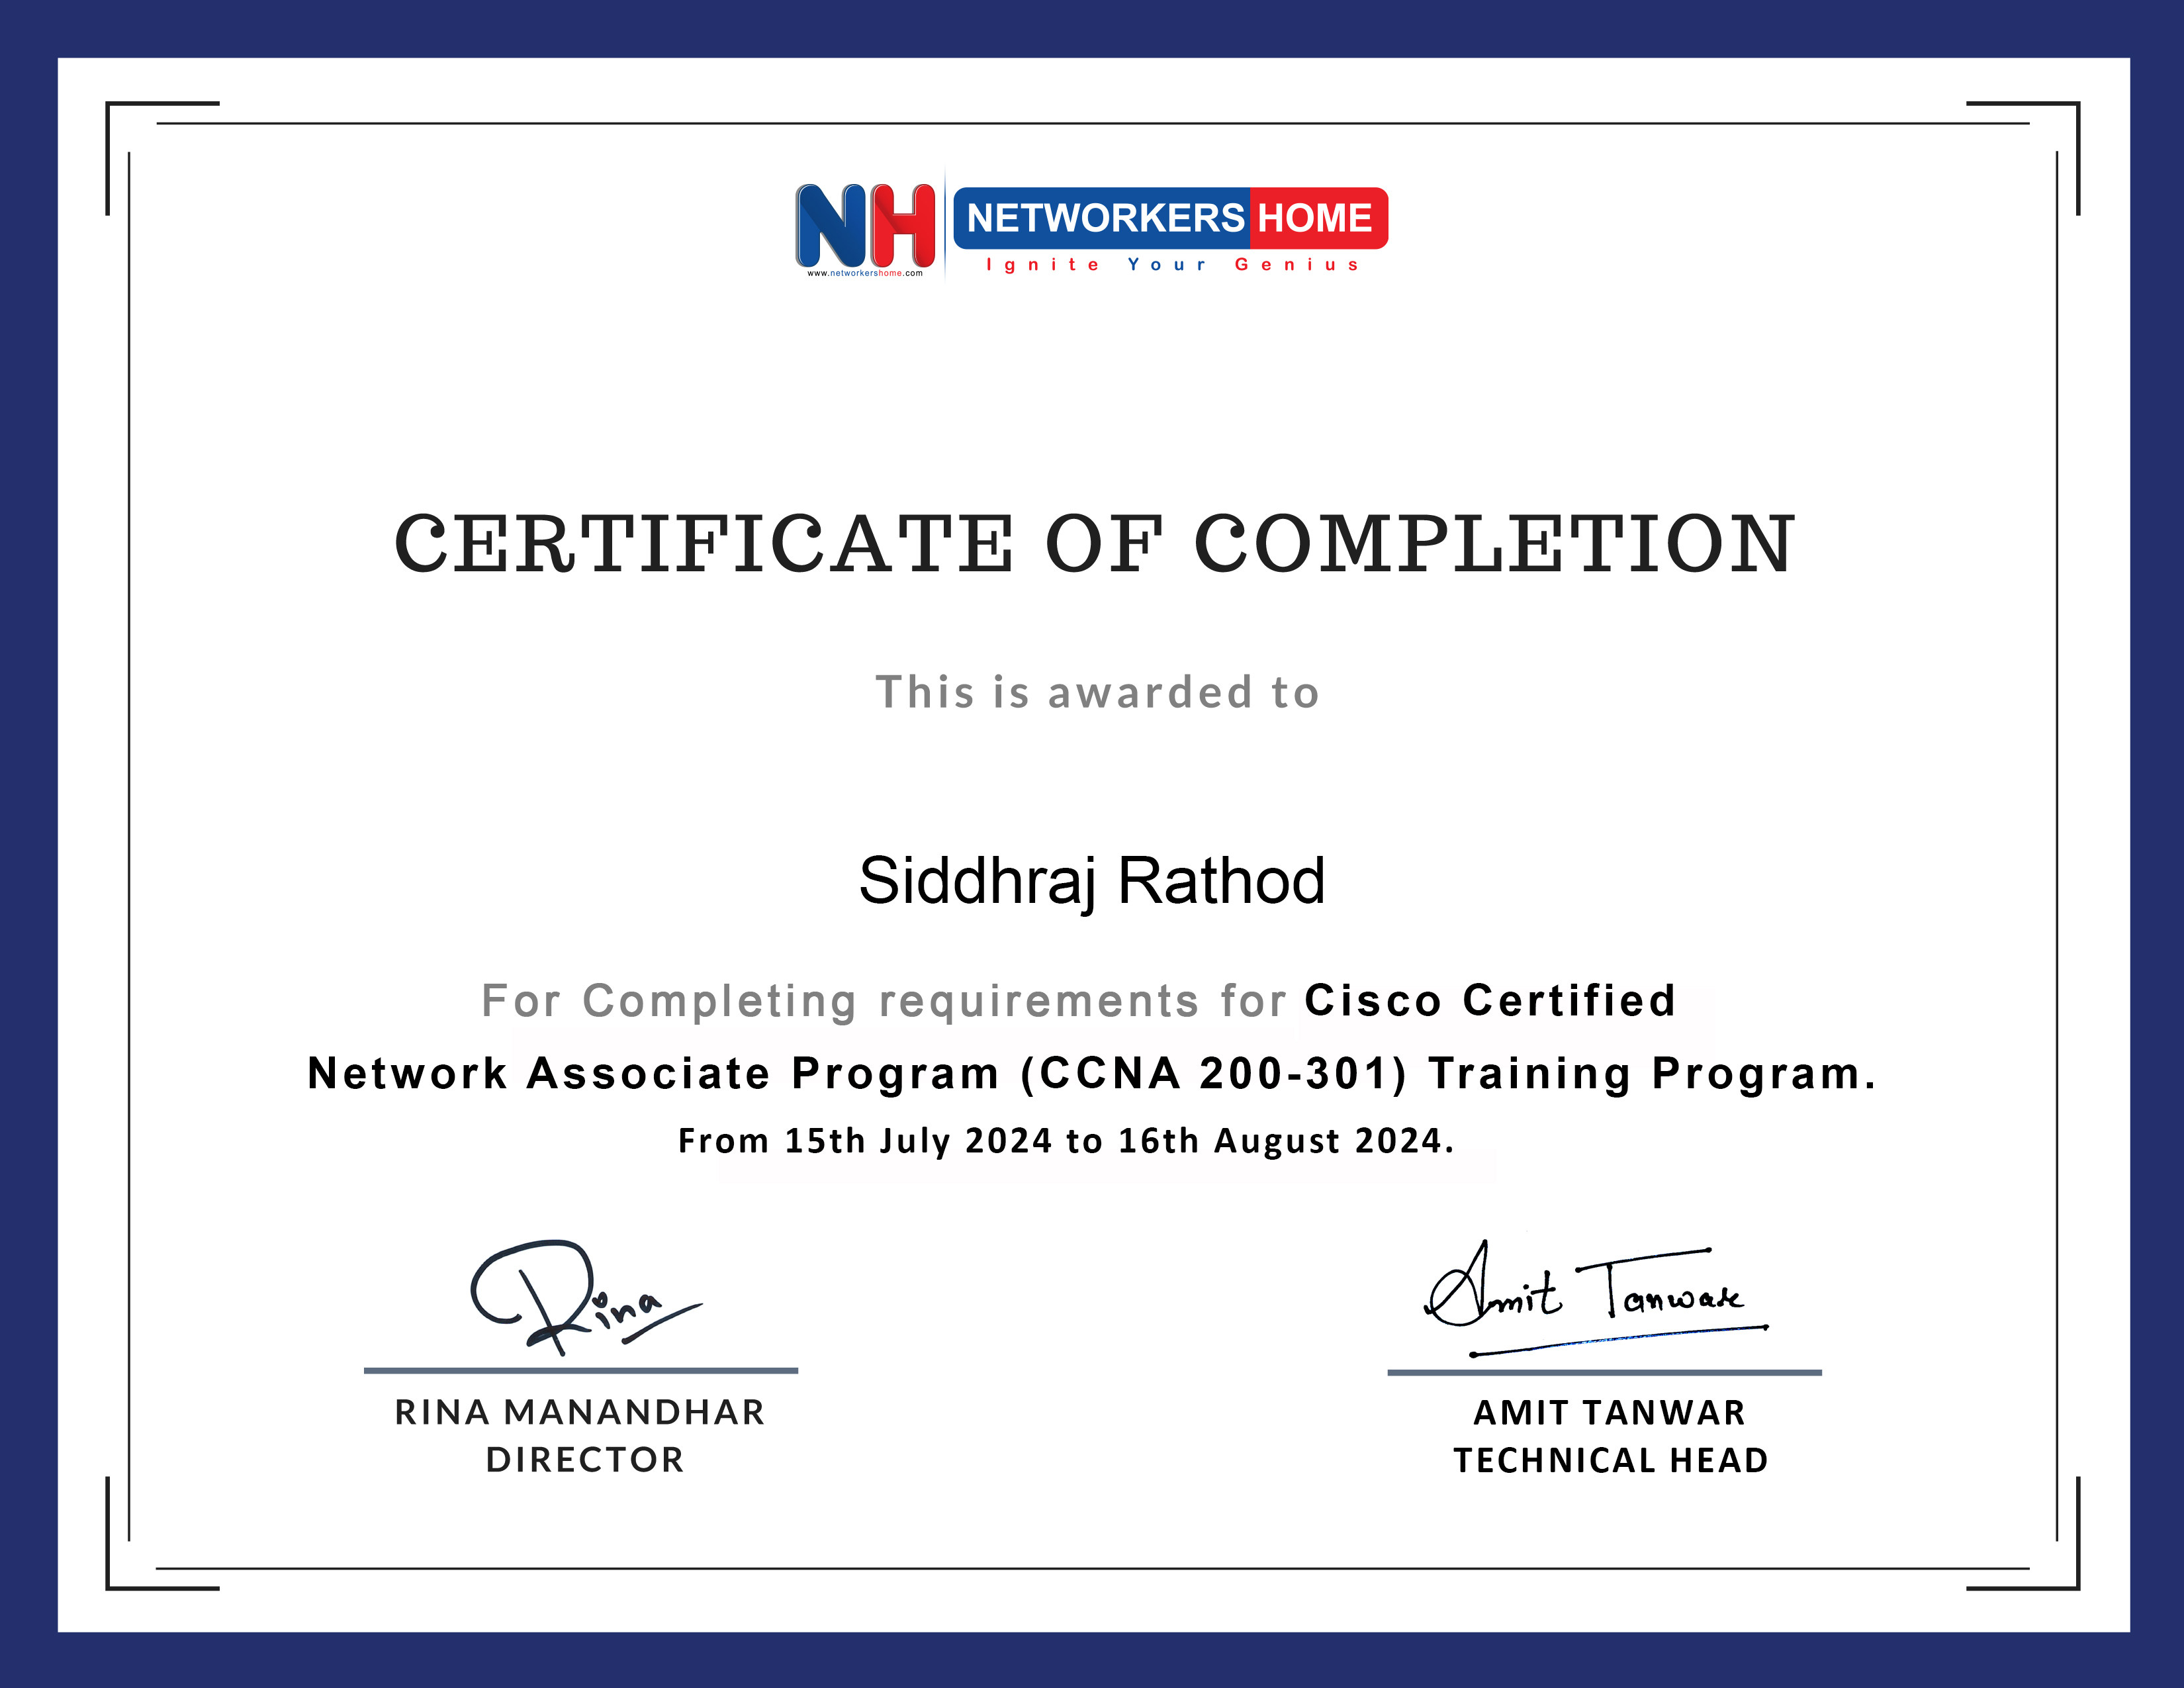 NH
www.networkershome.com
NETWORKERS HOME
Ignite Your Genius
CERTIFICATE OF COMPLETION
This is awarded to
Siddhraj Rathod
For Completing requirements for Cisco Certified
Network Associate Program (CCNA 200-301) Training Program.
From 15th July 2024 to 16th August 2024.
Rina
Amit Tanwar
RINA MANANDHAR
DIRECTOR
AMIT TANWAR
TECHNICAL HEAD